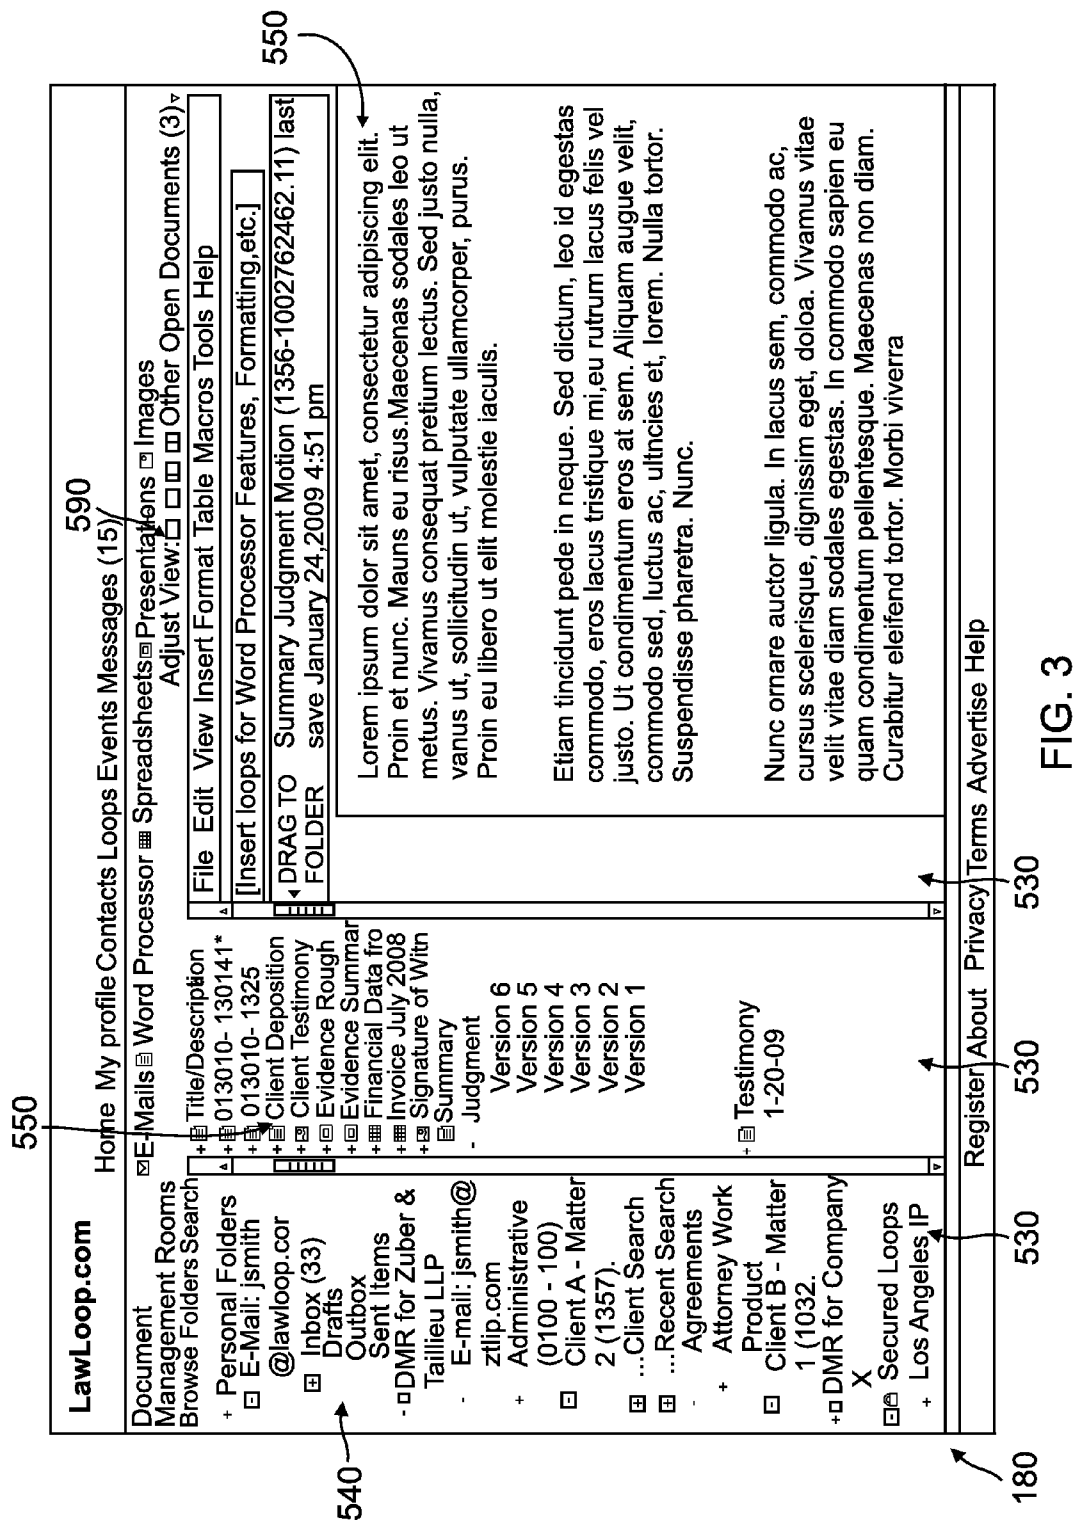 550
590
550
LawLoop.com
Home My profile Contacts Loops Events Messages (15)
Document
Management Rooms
Browse Folders Search
E-Mails Word Processor Spreadsheets Presentations Images
Adjust View: Other Open Documents (3)
+ Personal Folders
- E-Mail: jsmith
@lawloop.cor
+ Inbox (33)
Drafts
Outbox
Sent Items
- DMR for Zuber &
Taillieu LLP
- E-mail: jsmith@
ztlip.com
+ Administrative
(0100 - 100)
- Client A - Matter
2 (1357).
+ ...Client Search
+ ...Recent Search
- Agreements
+ Attorney Work
Product
- Client B - Matter
1 (1032.
+ DMR for Company
X
- Secured Loops
+ Los Angeles IP
+ Title/Description
+ 013010- 130141*
+ 013010- 1325
+ Client Deposition
+ Client Testimony
+ Evidence Rough
+ Evidence Summar
+ Financial Data fro
+ Invoice July 2008
+ Signature of Witn
Summary
- Judgment
Version 6
Version 5
Version 4
Version 3
Version 2
Version 1
+ Testimony
1-20-09
File Edit View Insert Format Table Macros Tools Help
[Insert loops for Word Processor Features, Formatting,etc.]
DRAG TO Summary Judgment Motion (1356-1002762462.11) last
FOLDER save January 24,2009 4:51 pm
Lorem ipsum dolor sit amet, consectetur adipiscing elit.
Proin et nunc. Mauns eu risus.Maecenas sodales leo ut
metus. Vivamus consequat pretium lectus. Sed justo nulla,
vanus ut, sollicitudin ut, vulputate ullamcorper, purus.
Proin eu libero ut elit molestie iaculis.
Etiam tincidunt pede in neque. Sed dictum, leo id egestas
commodo, eros lacus tristique mi,eu rutrum lacus felis vel
justo. Ut condimentum eros at sem. Aliquam augue velit,
commodo sed, luctus ac, ultncies et, lorem. Nulla tortor.
Suspendisse pharetra. Nunc.
Nunc ornare auctor ligula. In lacus sem, commodo ac,
cursus scelerisque, dignissim eget, doloa. Vivamus vitae
velit vitae diam sodales egestas. In commodo sapien eu
quam condimentum pellentesque. Maecenas non diam.
Curabitur eleifend tortor. Morbi viverra
Register About Privacy Terms Advertise Help
540
180
530
530
530
FIG. 3